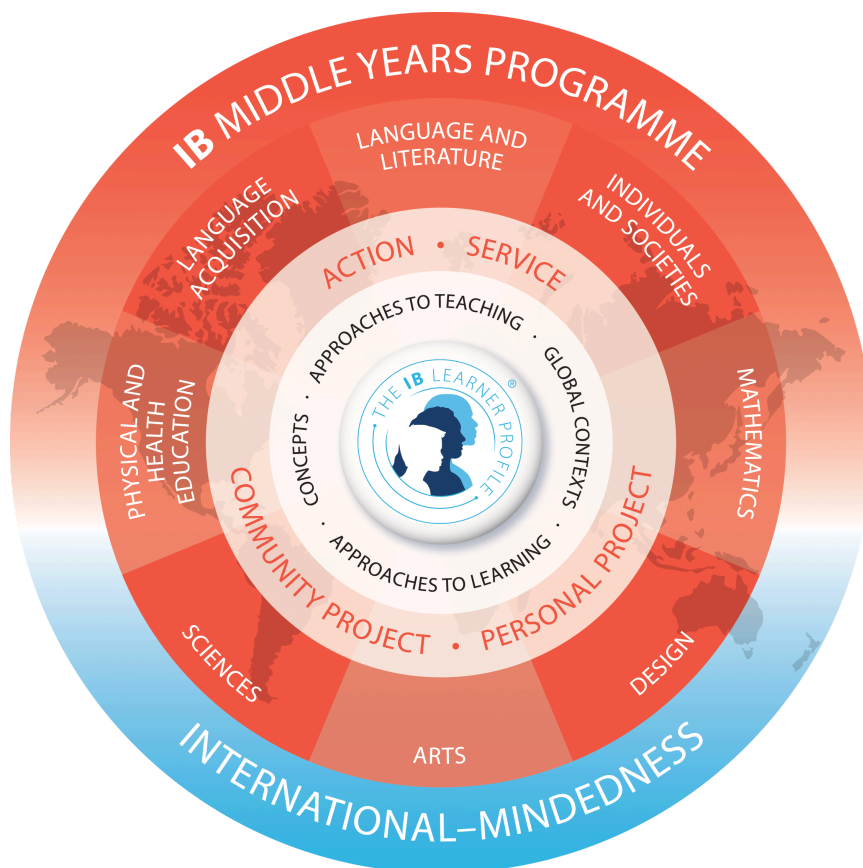 IB MIDDLE YEARS PROGRAMME
LANGUAGE AND
LITERATURE
INDIVIDUALS
AND SOCIETIES
MATHEMATICS
DESIGN
ARTS
SCIENCES
PHYSICAL AND
HEALTH
EDUCATION
LANGUAGE
ACQUISITION
ACTION • SERVICE
PERSONAL PROJECT •
COMMUNITY PROJECT
APPROACHES TO TEACHING ·
GLOBAL CONTEXTS ·
APPROACHES TO LEARNING ·
CONCEPTS ·
• THE IB LEARNER PROFILE • ®
INTERNATIONAL–MINDEDNESS